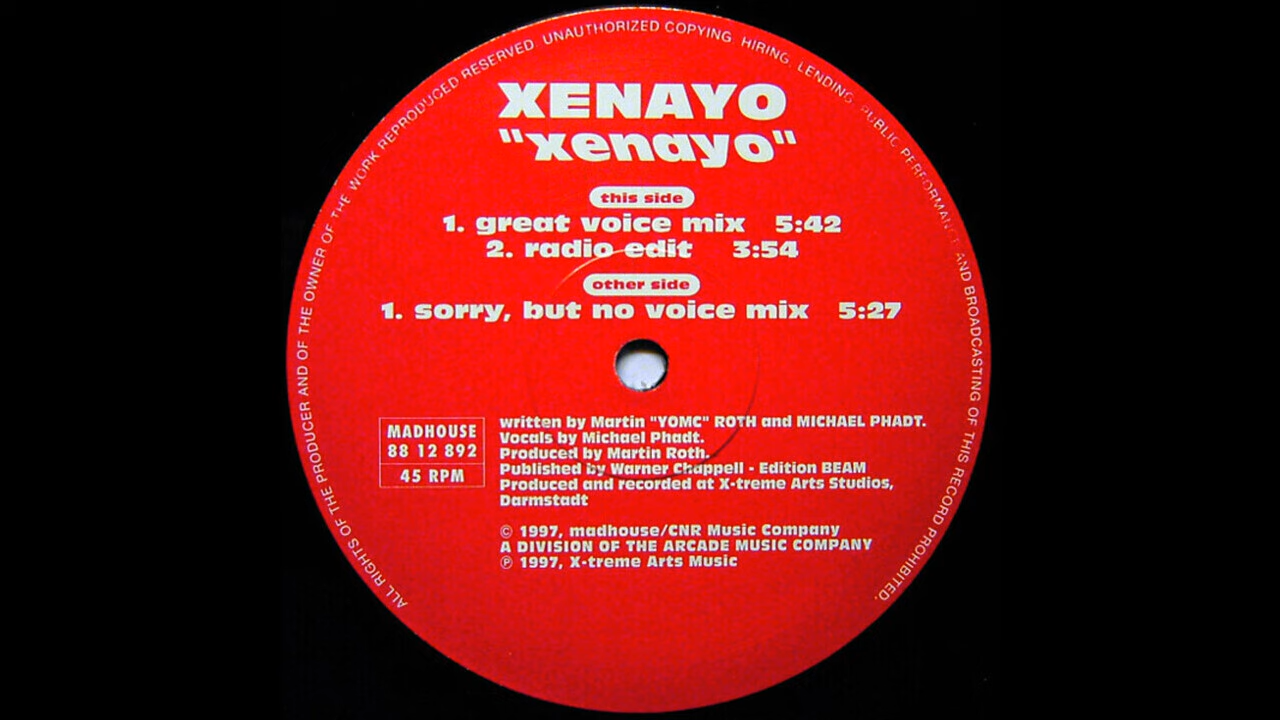 ALL RIGHTS OF THE PRODUCER AND OF THE OWNER OF THE WORK REPRODUCED RESERVED. UNAUTHORIZED COPYING, HIRING, LENDING, PUBLIC PERFORMANCE AND BROADCASTING OF THIS RECORD PROHIBITED.
XENAYO
"xenayo"
this side
1. great voice mix 5:42
2. radio edit 3:54
other side
1. sorry, but no voice mix 5:27
MADHOUSE
88 12 892
45 RPM
written by Martin "YOMC" ROTH and MICHAEL PHADT.
Vocals by Michael Phadt.
Produced by Martin Roth.
Published by Warner Chappell - Edition BEAM
Produced and recorded at X-treme Arts Studios,
Darmstadt
© 1997, madhouse/CNR Music Company
A DIVISION OF THE ARCADE MUSIC COMPANY
℗ 1997, X-treme Arts Music